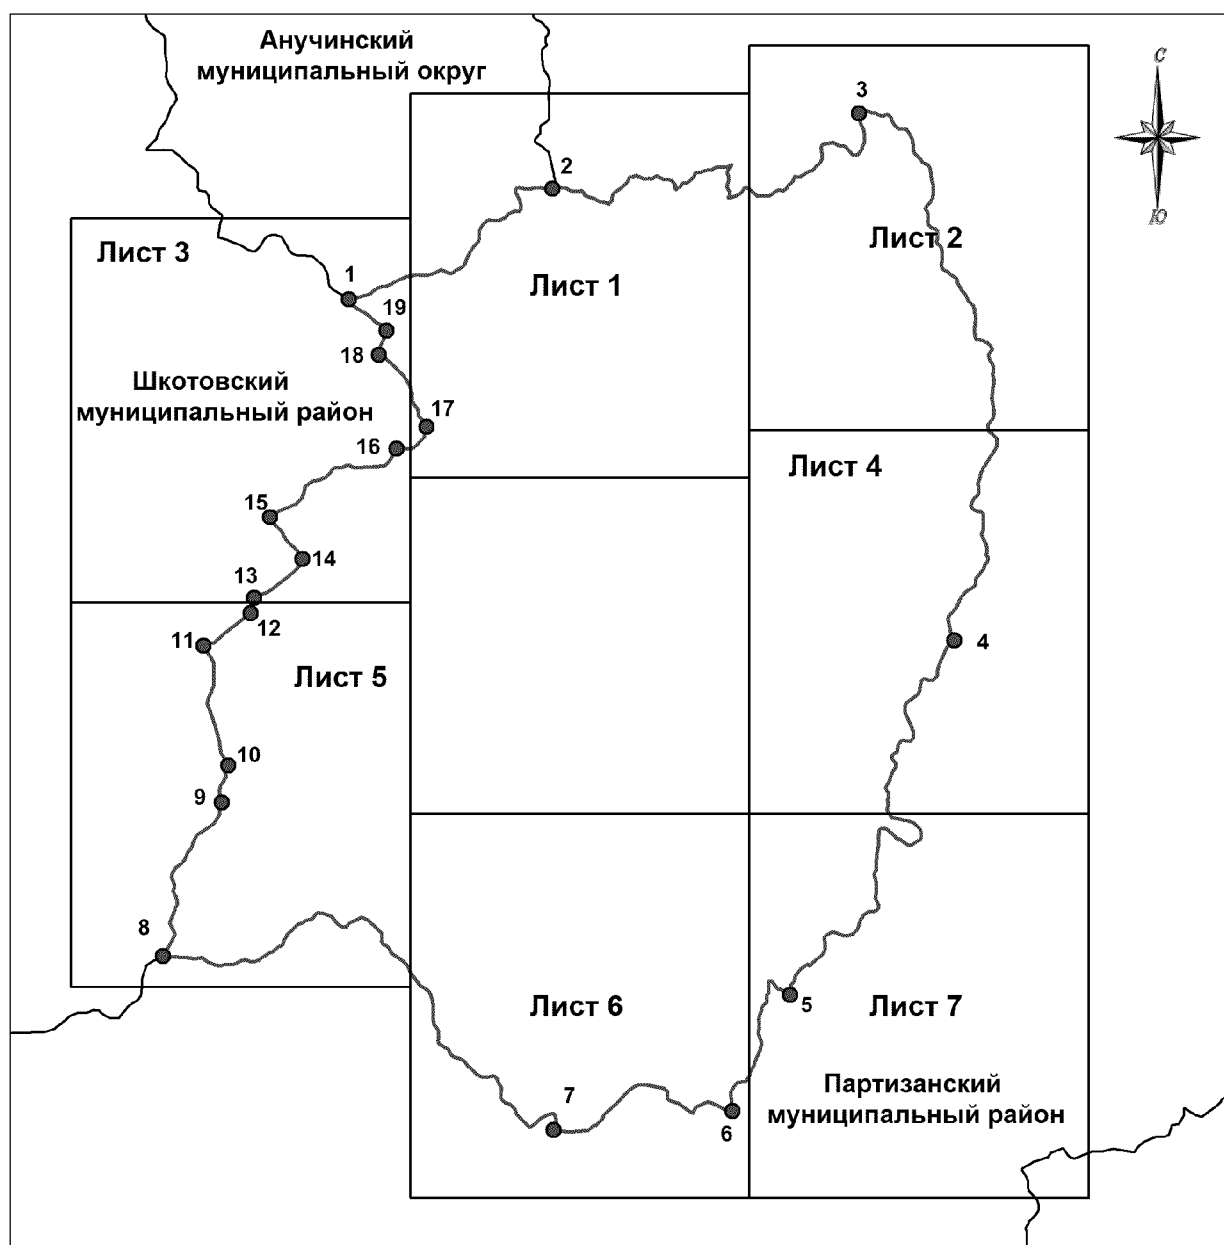 Анучинский
муниципальный округ
С
Ю
3
2
Лист 3
Лист 2
1
Лист 1
19
18
Шкотовский
муниципальный район
17
16
Лист 4
15
14
13
12
11
4
Лист 5
10
9
8
Лист 6
5
Лист 7
Партизанский
муниципальный район
7
6